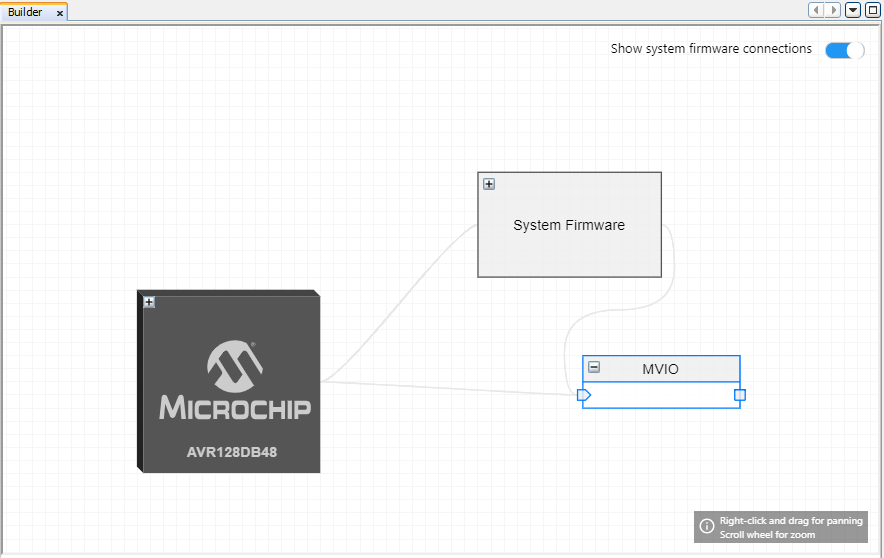 Builder
Show system firmware connections
System Firmware
MICROCHIP
AVR128DB48
MVIO
Right-click and drag for panning
Scroll wheel for zoom